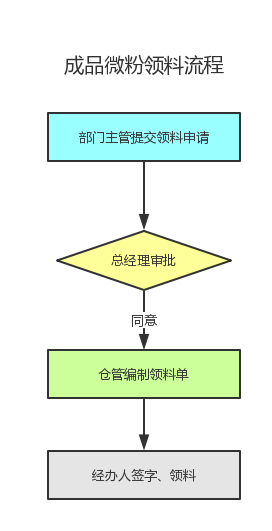 成品微粉领料流程
部门主管提交领料申请
总经理审批
同意
仓管编制领料单
经办人签字、领料